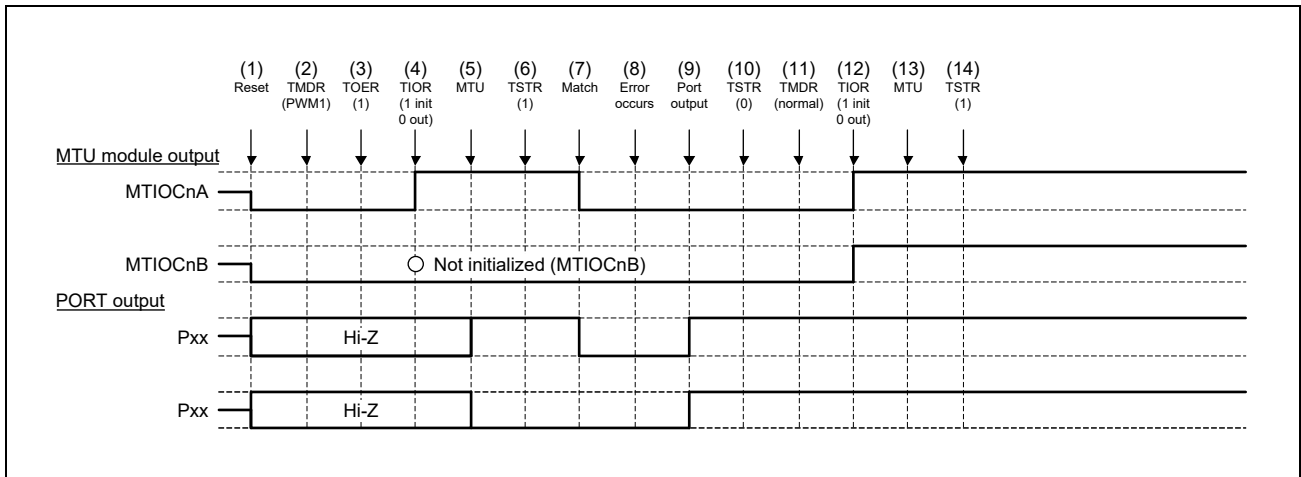 (1) (2) (3) (4) (5) (6) (7) (8) (9) (10) (11) (12) (13) (14)
Reset TMDR TOER TIOR MTU TSTR Match Error Port TSTR TMDR TIOR MTU TSTR
(PWM1) (1) (1 init (1) occurs output (0) (normal) (1 init (1)
0 out) 0 out)
MTU module output
MTIOCnA
MTIOCnB Not initialized (MTIOCnB)
PORT output
Pxx Hi-Z
Pxx Hi-Z